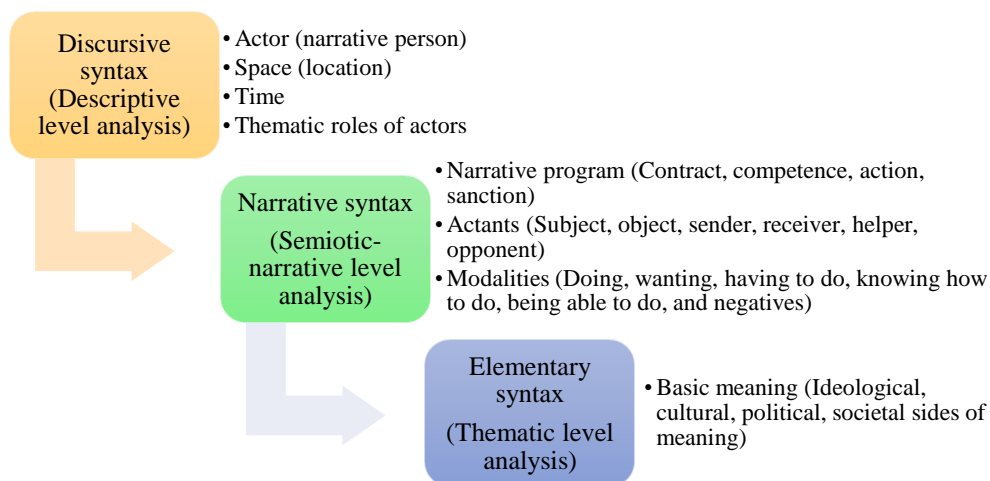 Discursive
syntax
(Descriptive
level analysis)
• Actor (narrative person)
• Space (location)
• Time
• Thematic roles of actors
Narrative syntax
(Semiotic-
narrative level
analysis)
• Narrative program (Contract, competence, action,
sanction)
• Actants (Subject, object, sender, receiver, helper,
opponent)
• Modalities (Doing, wanting, having to do, knowing how
to do, being able to do, and negatives)
Elementary
syntax
(Thematic level
analysis)
• Basic meaning (Ideological,
cultural, political, societal sides of
meaning)